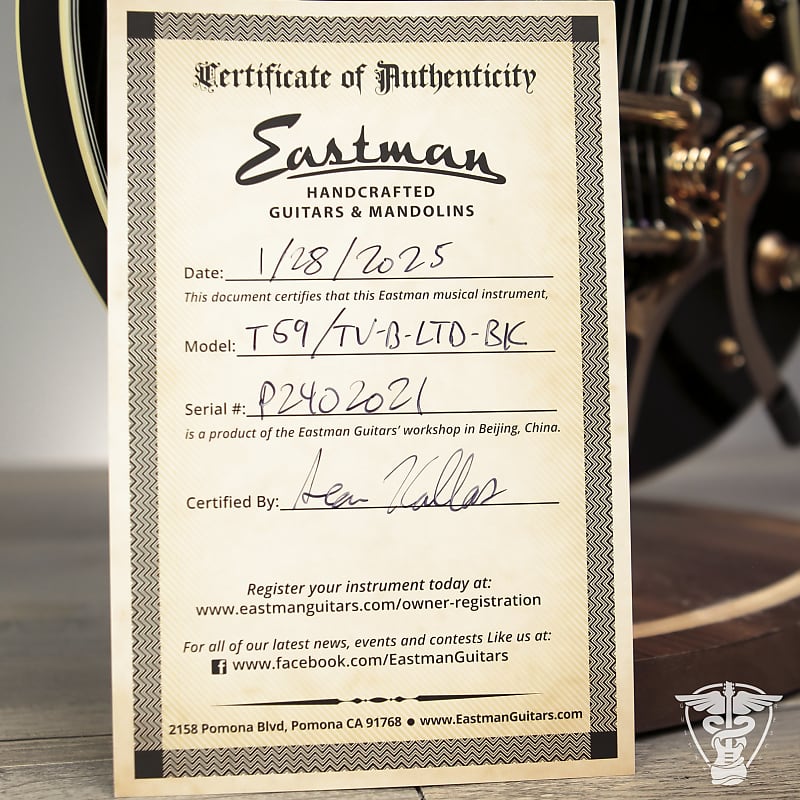 Certificate of Authenticity
Eastman
HANDCRAFTED
GUITARS & MANDOLINS
Date: 1/28/2025
This document certifies that this Eastman musical instrument,
Model: T59/TV-B-LTD-BK
Serial #: P2402021
is a product of the Eastman Guitars' workshop in Beijing, China.
Certified By:
Register your instrument today at:
www.eastmanguitars.com/owner-registration
For all of our latest news, events and contests Like us at:
www.facebook.com/EastmanGuitars
2158 Pomona Blvd, Pomona CA 91768 ● www.EastmanGuitars.com